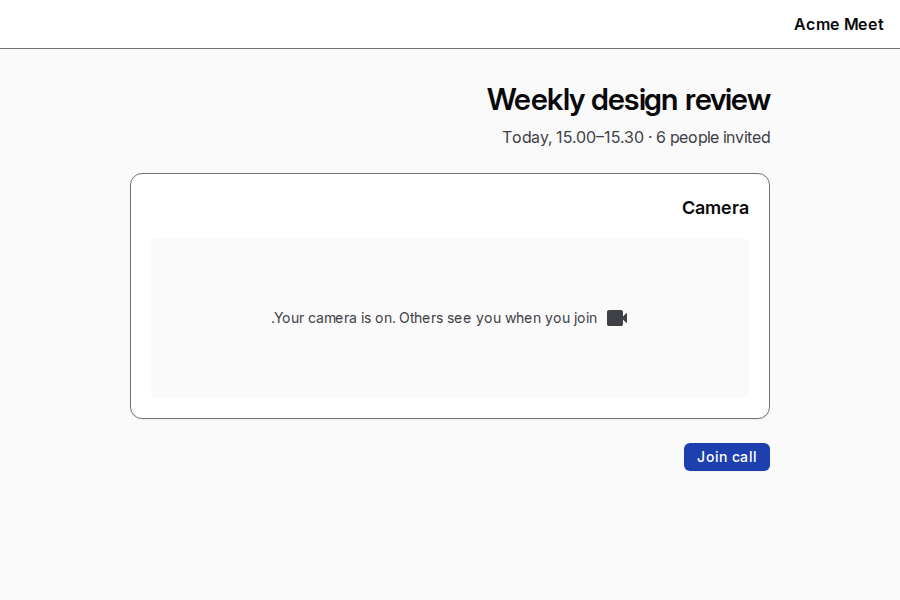 Acme Meet
Weekly design review
Today, 15.00–15.30 · 6 people invited
Camera
.Your camera is on. Others see you when you join
Join call